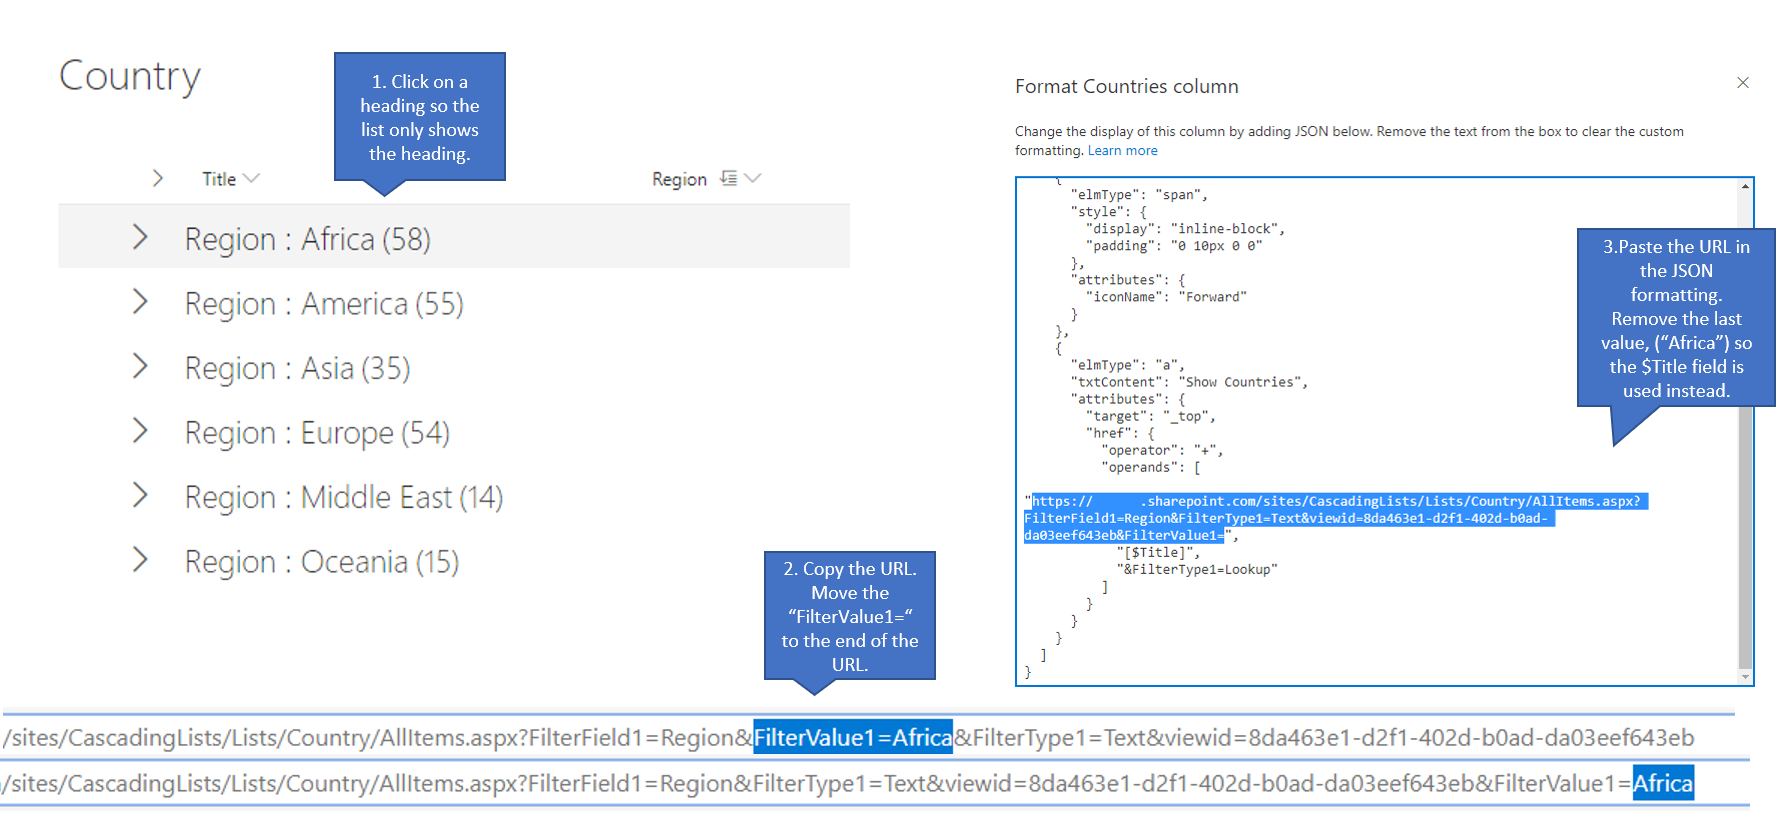 Country
1. Click on a
heading so the
list only shows
the heading.
Title
Region
Region : Africa (58)
Region : America (55)
Region : Asia (35)
Region : Europe (54)
Region : Middle East (14)
Region : Oceania (15)
2. Copy the URL.
Move the
“FilterValue1=“
to the end of the
URL.
Format Countries column
Change the display of this column by adding JSON below. Remove the text from the box to clear the custom
formatting. Learn more
{
"elmType": "span",
"style": {
"display": "inline-block",
"padding": "0 10px 0 0"
},
"attributes": {
"iconName": "Forward"
}
},
{
"elmType": "a",
"txtContent": "Show Countries",
"attributes": {
"target": "_top",
"href": {
"operator": "+",
"operands": [
"https:// .sharepoint.com/sites/CascadingLists/Lists/Country/AllItems.aspx?
FilterField1=Region&FilterType1=Text&viewid=8da463e1-d2f1-402d-b0ad-
da03eef643eb&FilterValue1=",
"[$Title]",
"&FilterType1=Lookup"
]
}
}
}
]
}
3.Paste the URL in
the JSON
formatting.
Remove the last
value, (“Africa”) so
the $Title field is
used instead.
/sites/CascadingLists/Lists/Country/AllItems.aspx?FilterField1=Region&FilterValue1=Africa&FilterType1=Text&viewid=8da463e1-d2f1-402d-b0ad-da03eef643eb
/sites/CascadingLists/Lists/Country/AllItems.aspx?FilterField1=Region&FilterType1=Text&viewid=8da463e1-d2f1-402d-b0ad-da03eef643eb&FilterValue1=Africa